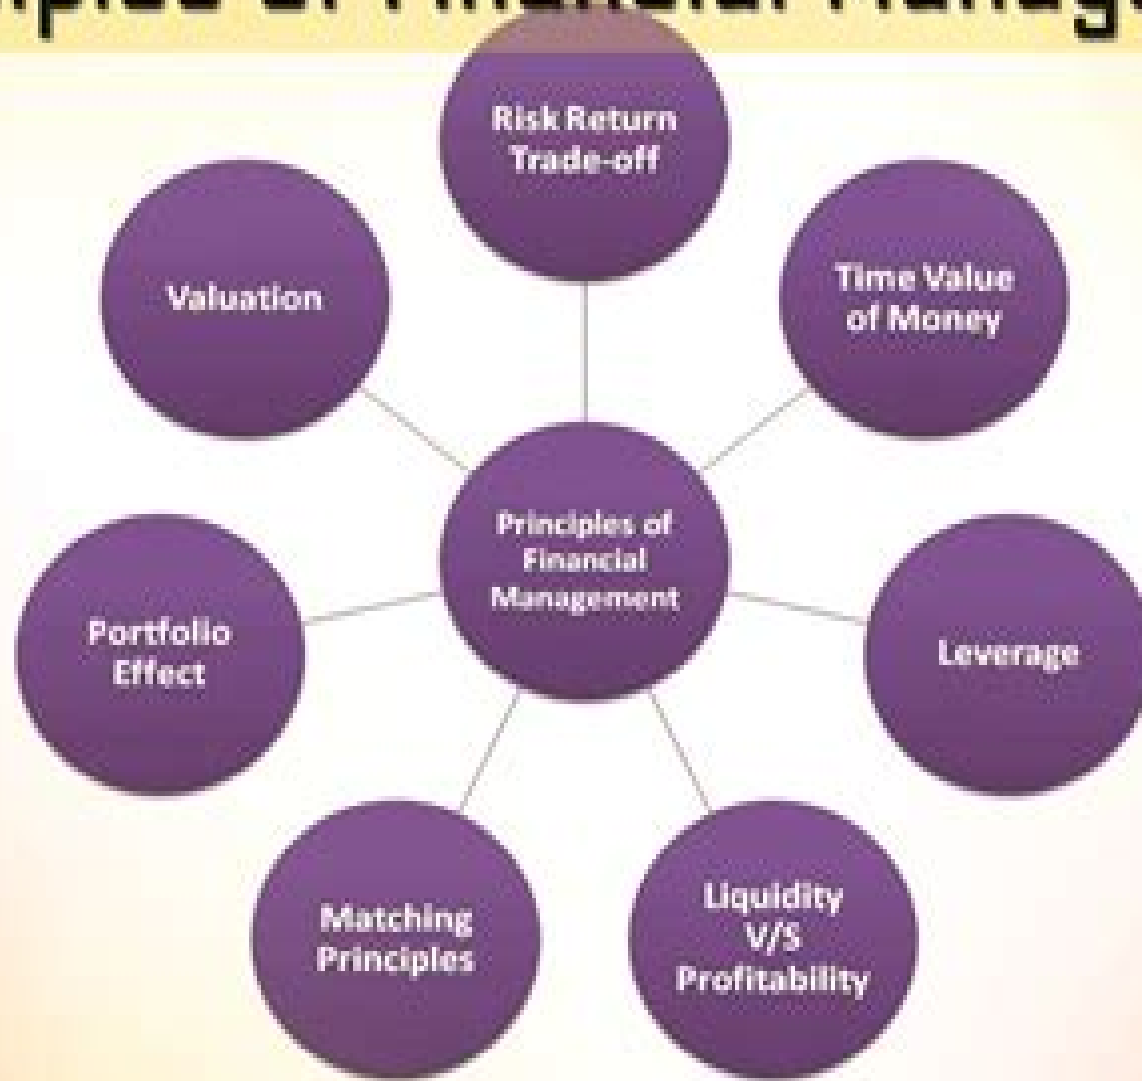 Financial
Risk Return
Trade-off
Time Value
of Money
Leverage
Liquidity
V/S
Profitability
Matching
Principles
Portfolio
Effect
Valuation
Principles of
Financial
Management